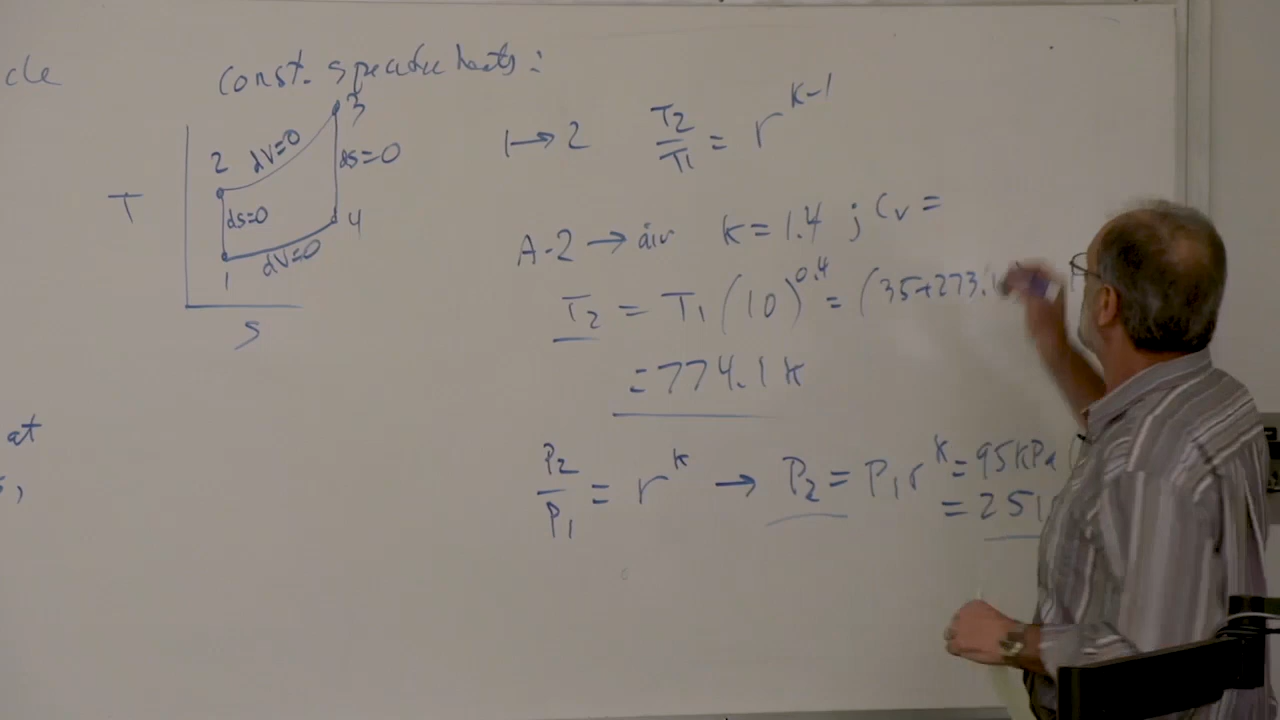 cle
Const. specific heats:
3
2 dV=0
ds=0
T
ds=0
4
dV=0
1
S
at
s,
1→2 T2/T1 = r^K-1
A-2 → air K=1.4 ; Cv =
T2 = T1 (10)^0.4 = (35+273.
=774.1 K
P2/P1 = r^K → P2 = P1 r^K = 95 kPa
= 251